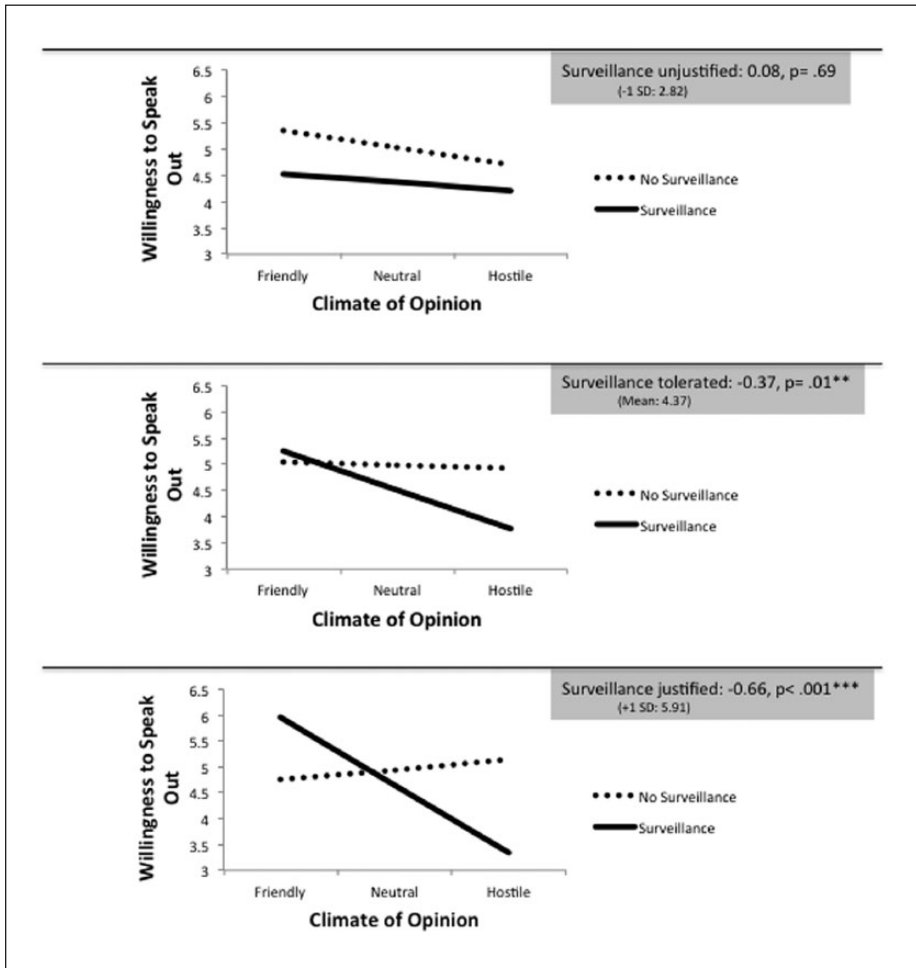 Surveillance unjustified: 0.08, p= .69
(-1 SD: 2.82)
Willingness to Speak
Out
6.5
6
5.5
5
4.5
4
3.5
3
Friendly Neutral Hostile
Climate of Opinion
No Surveillance
Surveillance
Surveillance tolerated: -0.37, p= .01**
(Mean: 4.37)
Willingness to Speak
Out
6.5
6
5.5
5
4.5
4
3.5
3
Friendly Neutral Hostile
Climate of Opinion
No Surveillance
Surveillance
Surveillance justified: -0.66, p< .001***
(+1 SD: 5.91)
Willingness to Speak
Out
6.5
6
5.5
5
4.5
4
3.5
3
Friendly Neutral Hostile
Climate of Opinion
No Surveillance
Surveillance